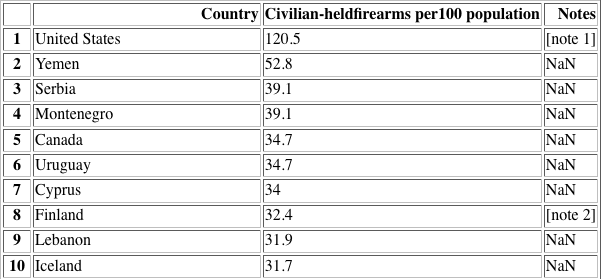 Country Civilian-heldfirearms per100 population Notes
1 United States 120.5 [note 1]
2 Yemen 52.8 NaN
3 Serbia 39.1 NaN
4 Montenegro 39.1 NaN
5 Canada 34.7 NaN
6 Uruguay 34.7 NaN
7 Cyprus 34 NaN
8 Finland 32.4 [note 2]
9 Lebanon 31.9 NaN
10 Iceland 31.7 NaN